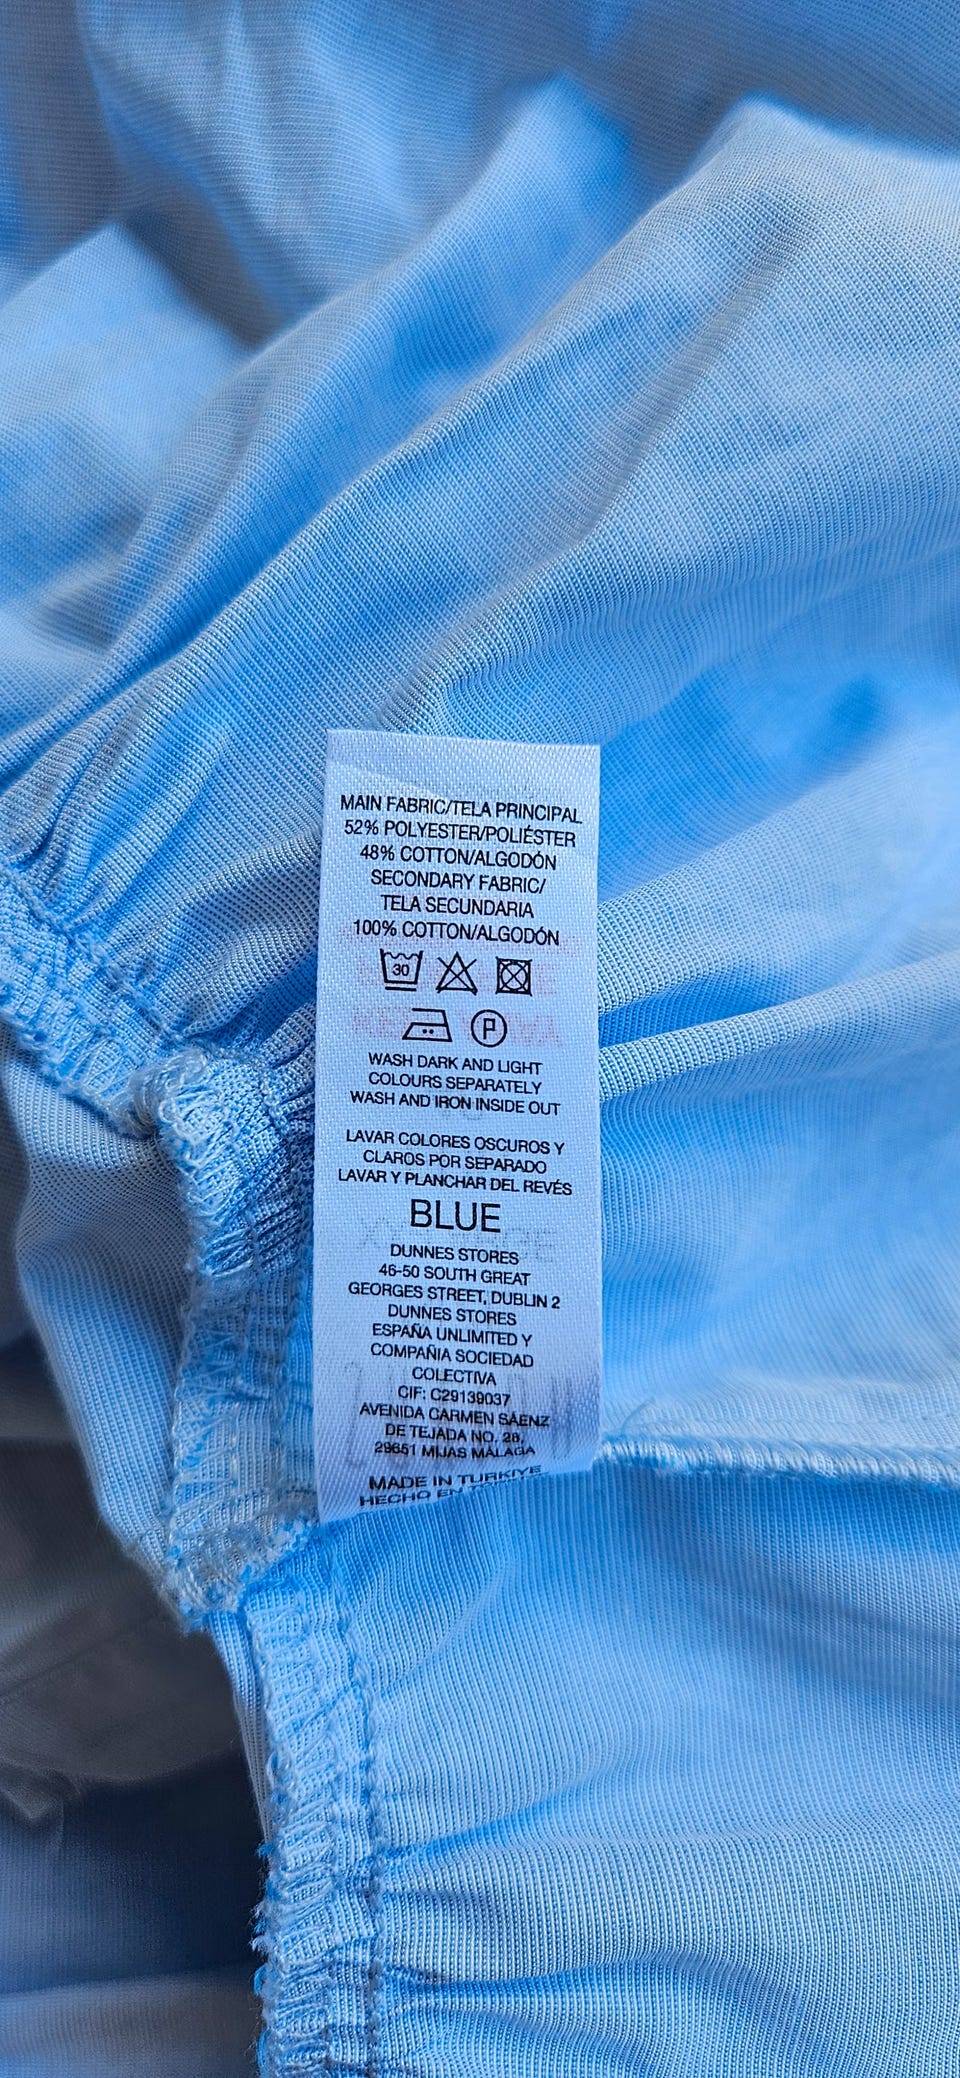 MAIN FABRIC/TELA PRINCIPAL
52% POLYESTER/POLIÉSTER
48% COTTON/ALGODÓN
SECONDARY FABRIC/
TELA SECUNDARIA
100% COTTON/ALGODÓN
30
P
WASH DARK AND LIGHT
COLOURS SEPARATELY
WASH AND IRON INSIDE OUT
LAVAR COLORES OSCUROS Y
CLAROS POR SEPARADO
LAVAR Y PLANCHAR DEL REVÉS
BLUE
DUNNES STORES
46-50 SOUTH GREAT
GEORGES STREET, DUBLIN 2
DUNNES STORES
ESPAÑA UNLIMITED Y
COMPAÑIA SOCIEDAD
COLECTIVA
CIF: C29139037
AVENIDA CARMEN SÁENZ
DE TEJADA NO. 28,
29651 MIJAS MÁLAGA
MADE IN TURKIYE
HECHO EN